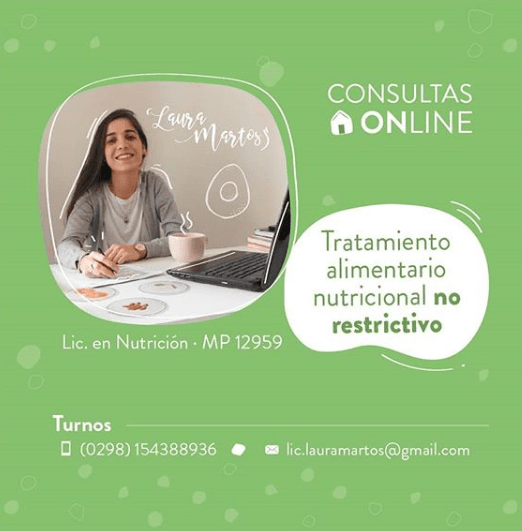 CONSULTAS
ONLINE
Laura
Martos
Tratamiento
alimentario
nutricional no
restrictivo
Lic. en Nutrición · MP 12959
Turnos
(0298) 154388936
lic.lauramartos@gmail.com